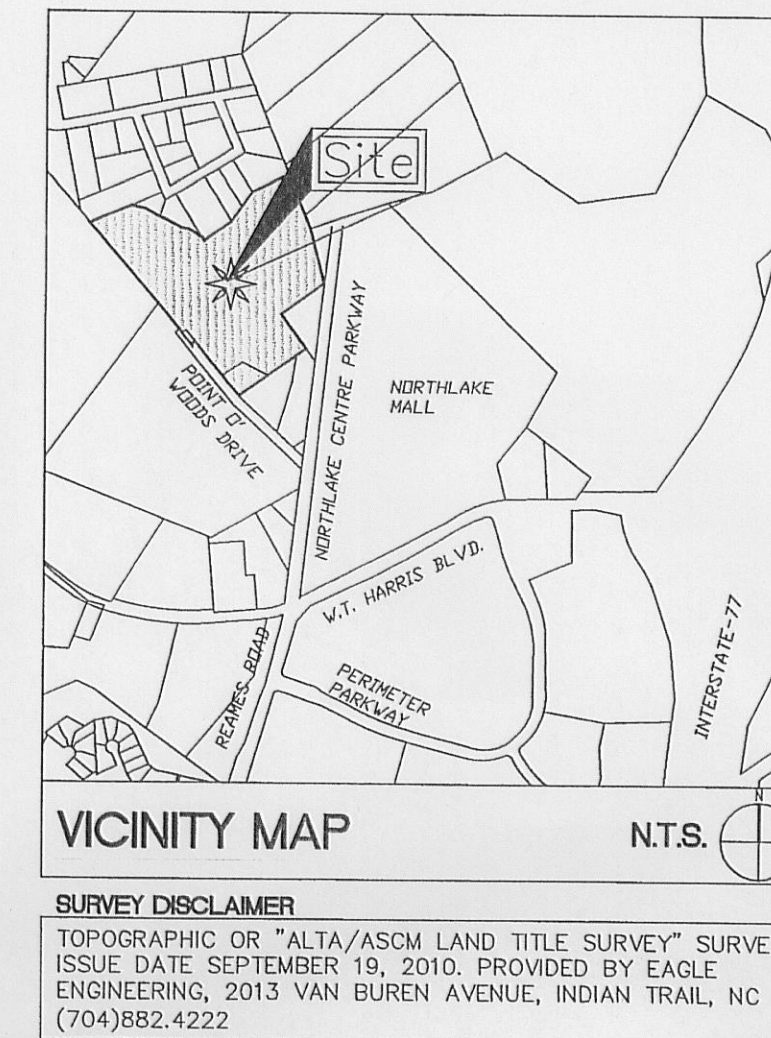 Site
NORTHLAKE CENTRE PARKWAY
NORTHLAKE
MALL
POINT O'
WOODS DRIVE
W.T. HARRIS BLVD.
REAMES ROAD
PERIMETER
PARKWAY
INTERSTATE-77
VICINITY MAP
N.T.S.
N
SURVEY DISCLAIMER
TOPOGRAPHIC OR "ALTA/ASCM LAND TITLE SURVEY" SURVE
ISSUE DATE SEPTEMBER 19, 2010. PROVIDED BY EAGLE
ENGINEERING, 2013 VAN BUREN AVENUE, INDIAN TRAIL, NC
(704)882.4222